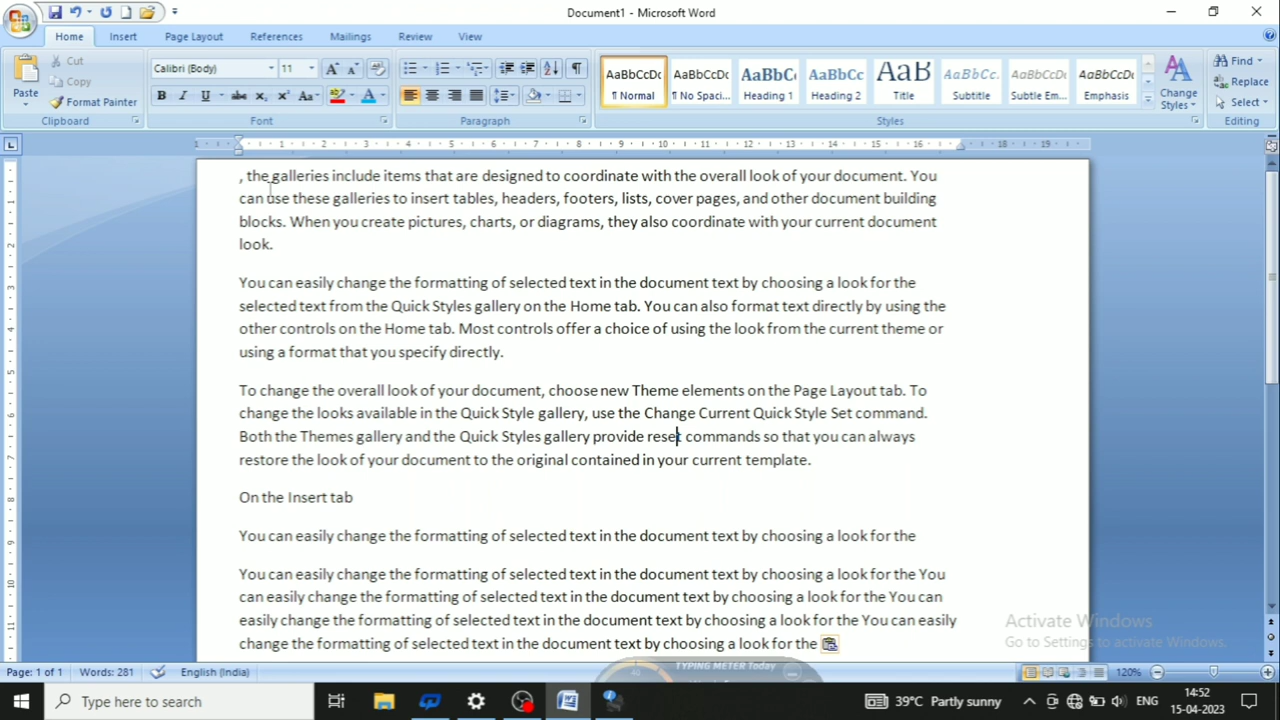 Document1 - Microsoft Word
Home Insert Page Layout References Mailings Review View
Paste
Cut
Copy
Format Painter
Clipboard
Calibri (Body) 11
Font
Paragraph
AaBbCcDc AaBbCcDc AaBbC AaBbCc AaB AaBbCc. AaBbCcDc AaBbCcDc
¶ Normal ¶ No Spaci... Heading 1 Heading 2 Title Subtitle Subtle Em... Emphasis
Change
Styles
Styles
Find
Replace
Select
Editing
, the galleries include items that are designed to coordinate with the overall look of your document. You
can use these galleries to insert tables, headers, footers, lists, cover pages, and other document building
blocks. When you create pictures, charts, or diagrams, they also coordinate with your current document
look.
You can easily change the formatting of selected text in the document text by choosing a look for the
selected text from the Quick Styles gallery on the Home tab. You can also format text directly by using the
other controls on the Home tab. Most controls offer a choice of using the look from the current theme or
using a format that you specify directly.
To change the overall look of your document, choose new Theme elements on the Page Layout tab. To
change the looks available in the Quick Style gallery, use the Change Current Quick Style Set command.
Both the Themes gallery and the Quick Styles gallery provide reset commands so that you can always
restore the look of your document to the original contained in your current template.
On the Insert tab
You can easily change the formatting of selected text in the document text by choosing a look for the
You can easily change the formatting of selected text in the document text by choosing a look for the You
can easily change the formatting of selected text in the document text by choosing a look for the You can
easily change the formatting of selected text in the document text by choosing a look for the You can easily
change the formatting of selected text in the document text by choosing a look for the
Activate Windows
Go to Settings to activate Windows.
TYPING METER Today
Page: 1 of 1 Words: 281 English (India) 120%
Type here to search
39°C Partly sunny
ENG
14:52
15-04-2023